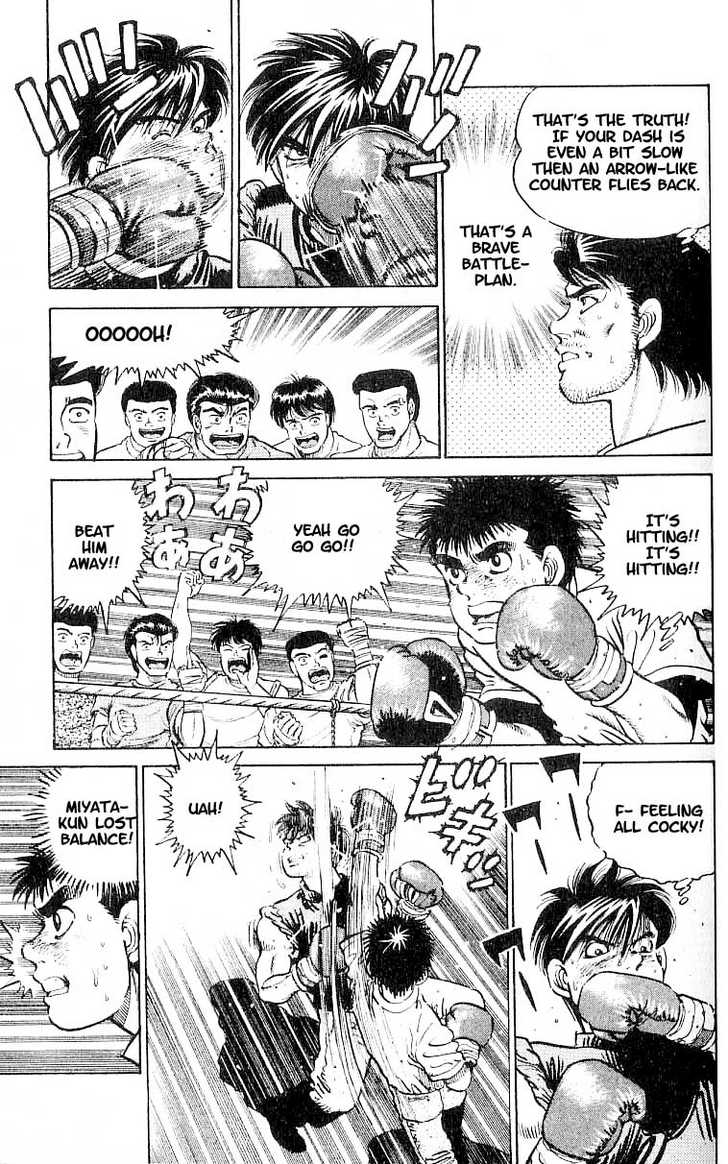 THAT'S THE TRUTH!
IF YOUR DASH IS
EVEN A BIT SLOW
THEN AN ARROW-LIKE
COUNTER FLIES BACK.
THAT'S A
BRAVE
BATTLE-
PLAN.
OOOOOH!
IT'S
HITTING!!
IT'S
HITTING!!
YEAH GO
GO GO!!
わあ
わあ
BEAT
HIM
AWAY!!
F- FEELING
ALL COCKY!
UAH!
MIYATA-
KUN LOST
BALANCE!